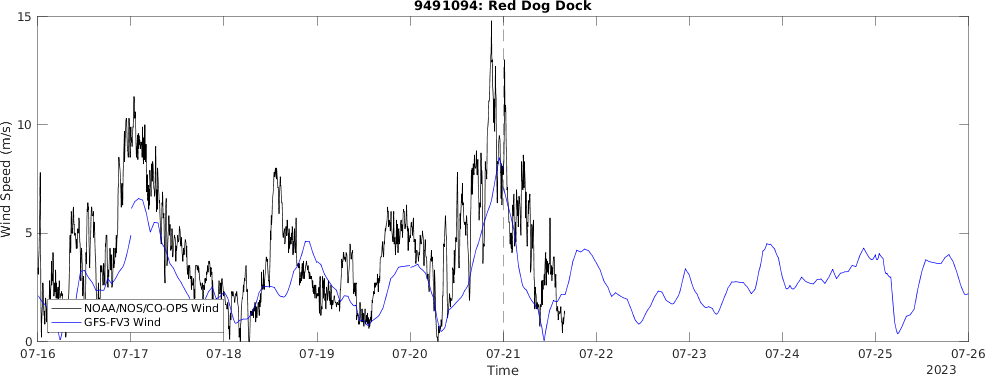 9491094: Red Dog Dock
Wind Speed (m/s)
15
10
5
0
NOAA/NOS/CO-OPS Wind
GFS-FV3 Wind
07-16 07-17 07-18 07-19 07-20 07-21 07-22 07-23 07-24 07-25 07-26
Time
2023